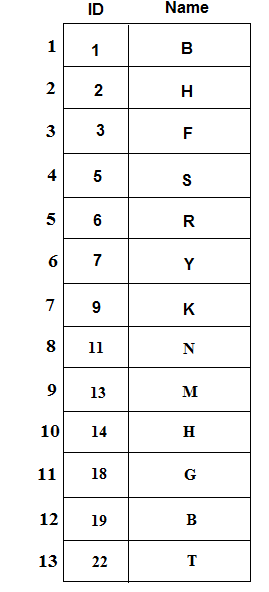 ID Name
1 1 B
2 2 H
3 3 F
4 5 S
5 6 R
6 7 Y
7 9 K
8 11 N
9 13 M
10 14 H
11 18 G
12 19 B
13 22 T